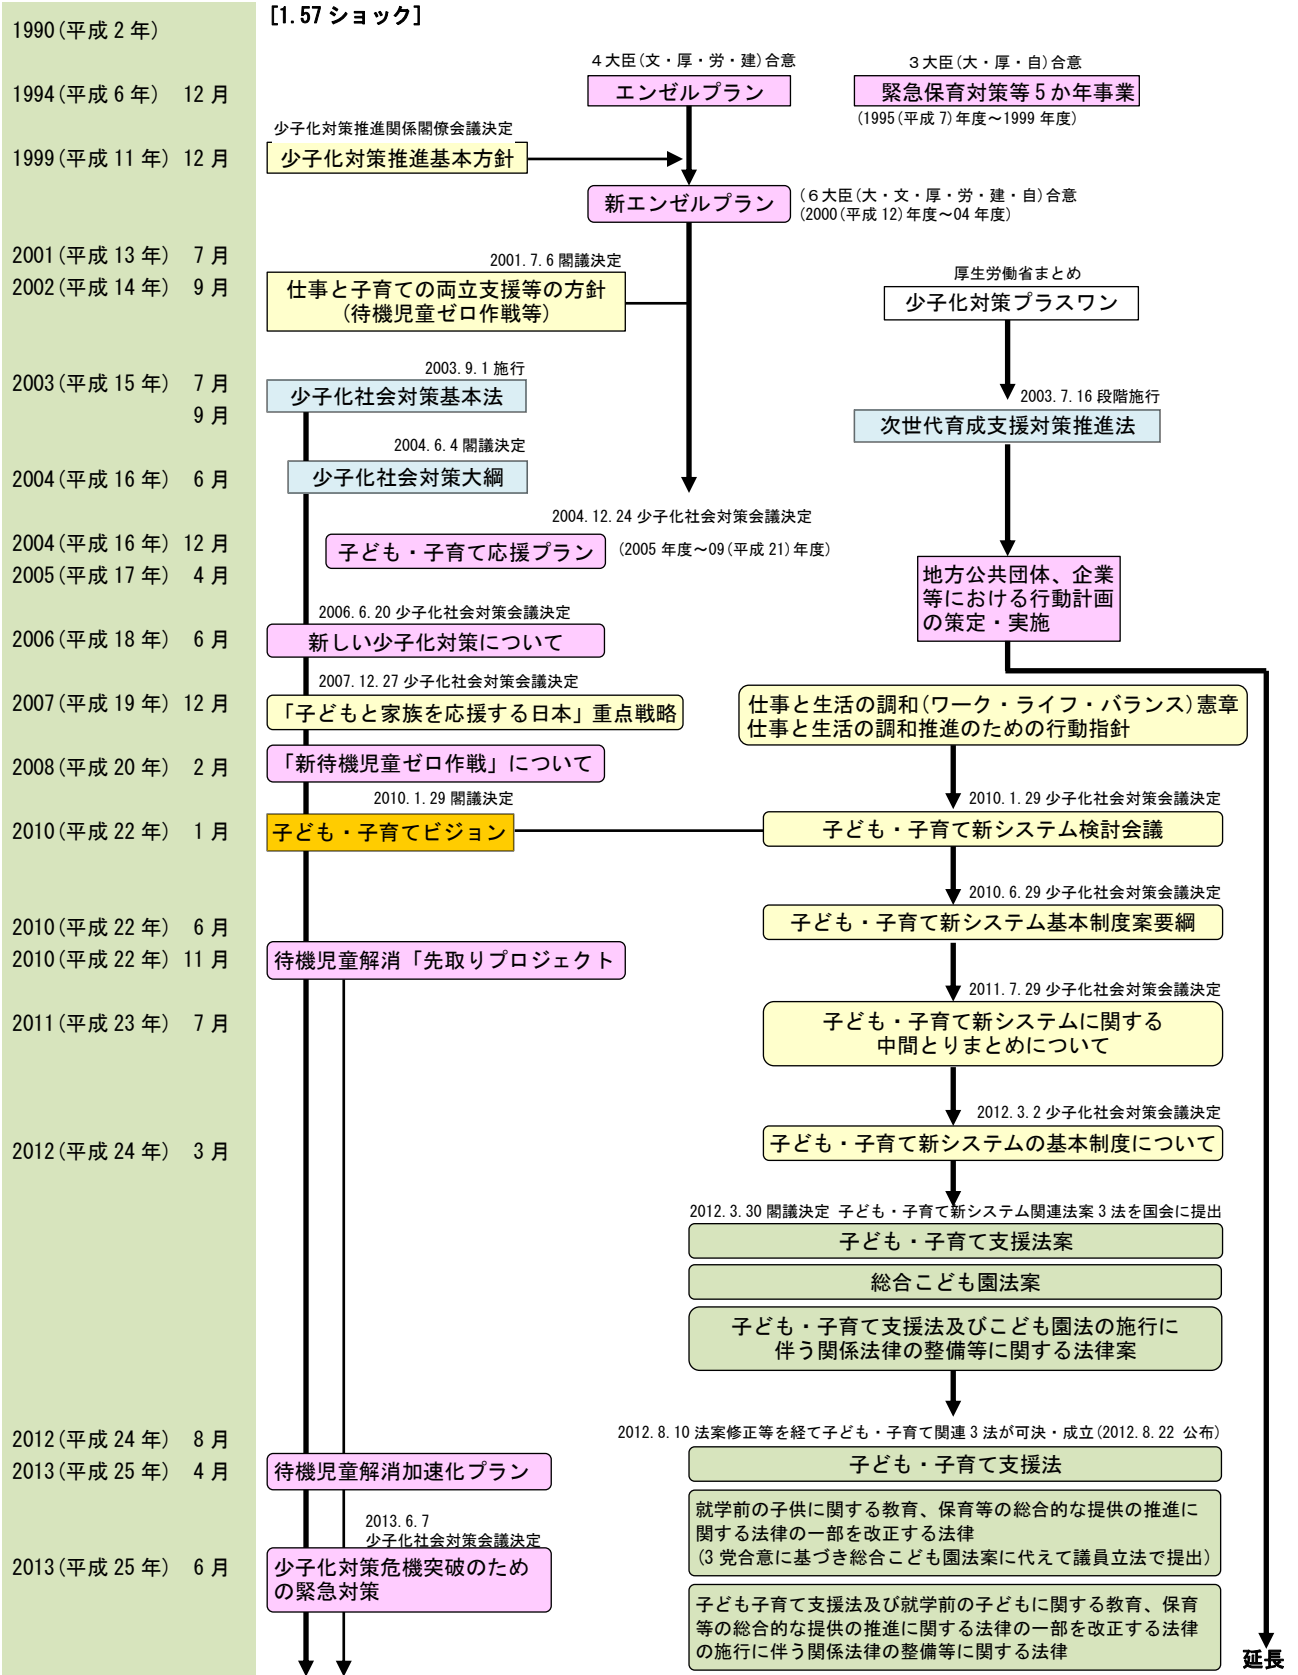 1990(平成2年)
[1.57ショック]
4大臣(文・厚・労・建)合意
3大臣(大・厚・自)合意
1994(平成6年) 12月
エンゼルプラン
緊急保育対策等5か年事業
(1995(平成7)年度～1999年度)
少子化対策推進関係閣僚会議決定
1999(平成11年) 12月
少子化対策推進基本方針
新エンゼルプラン
(6大臣(大・文・厚・労・建・自)合意
(2000(平成12)年度～04年度)
2001(平成13年) 7月
2001.7.6閣議決定
2002(平成14年) 9月
仕事と子育ての両立支援等の方針
(待機児童ゼロ作戦等)
厚生労働省まとめ
少子化対策プラスワン
2003.9.1施行
2003(平成15年) 7月
9月
少子化社会対策基本法
2003.7.16段階施行
次世代育成支援対策推進法
2004.6.4閣議決定
2004(平成16年) 6月
少子化社会対策大綱
2004.12.24少子化社会対策会議決定
2004(平成16年) 12月
子ども・子育て応援プラン
(2005年度～09(平成21)年度)
2005(平成17年) 4月
地方公共団体、企業
等における行動計画
の策定・実施
2006.6.20少子化社会対策会議決定
2006(平成18年) 6月
新しい少子化対策について
2007.12.27少子化社会対策会議決定
2007(平成19年) 12月
「子どもと家族を応援する日本」重点戦略
仕事と生活の調和(ワーク・ライフ・バランス)憲章
仕事と生活の調和推進のための行動指針
2008(平成20年) 2月
「新待機児童ゼロ作戦」について
2010.1.29閣議決定
2010.1.29少子化社会対策会議決定
2010(平成22年) 1月
子ども・子育てビジョン
子ども・子育て新システム検討会議
2010.6.29少子化社会対策会議決定
2010(平成22年) 6月
子ども・子育て新システム基本制度案要綱
2010(平成22年) 11月
待機児童解消「先取りプロジェクト
2011.7.29少子化社会対策会議決定
2011(平成23年) 7月
子ども・子育て新システムに関する
中間とりまとめについて
2012.3.2少子化社会対策会議決定
2012(平成24年) 3月
子ども・子育て新システムの基本制度について
2012.3.30閣議決定 子ども・子育て新システム関連法案3法を国会に提出
子ども・子育て支援法案
総合こども園法案
子ども・子育て支援法及びこども園法の施行に
伴う関係法律の整備等に関する法律案
2012(平成24年) 8月
2012.8.10法案修正等を経て子ども・子育て関連3法が可決・成立(2012.8.22 公布)
2013(平成25年) 4月
待機児童解消加速化プラン
子ども・子育て支援法
就学前の子供に関する教育、保育等の総合的な提供の推進に
関する法律の一部を改正する法律
(3党合意に基づき総合こども園法案に代えて議員立法で提出)
2013.6.7
少子化社会対策会議決定
2013(平成25年) 6月
少子化対策危機突破のため
の緊急対策
子ども子育て支援法及び就学前の子どもに関する教育、保育
等の総合的な提供の推進に関する法律の一部を改正する法律
の施行に伴う関係法律の整備等に関する法律
延長